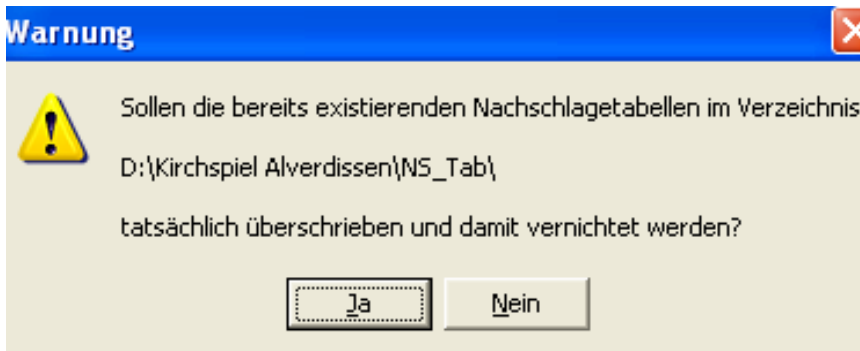 Warnung
Sollen die bereits existierenden Nachschlagetabellen im Verzeichnis
D:\Kirchspiel Alverdissen\NS_Tab\
tatsächlich überschrieben und damit vernichtet werden?
Ja Nein